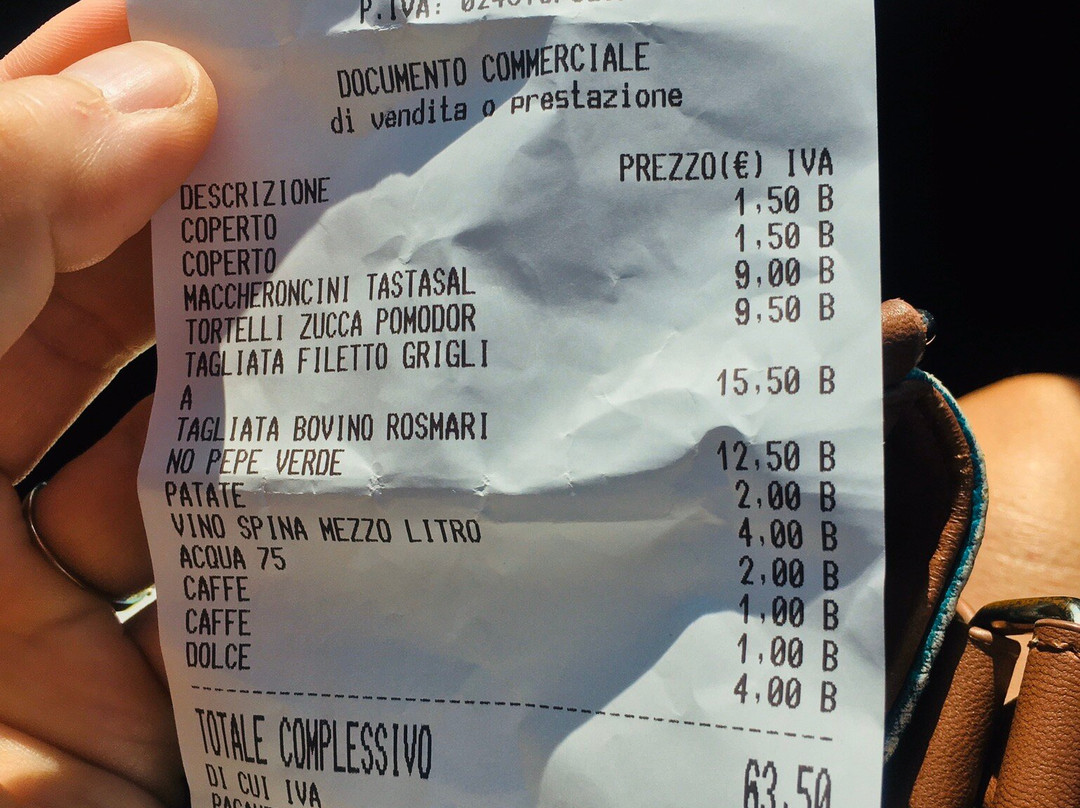 P.IVA:
DOCUMENTO COMMERCIALE
di vendita o prestazione
DESCRIZIONE PREZZO(€) IVA
COPERTO 1,50 B
COPERTO 1,50 B
MACCHERONCINI TASTASAL 9,00 B
TORTELLI ZUCCA POMODOR 9,50 B
TAGLIATA FILETTO GRIGLI
A 15,50 B
TAGLIATA BOVINO ROSMARI
NO PEPE VERDE 12,50 B
PATATE 2,00 B
VINO SPINA MEZZO LITRO 4,00 B
ACQUA 75 2,00 B
CAFFE 1,00 B
CAFFE 1,00 B
DOLCE 4,00 B
TOTALE COMPLESSIVO 63,50
DI CUI IVA